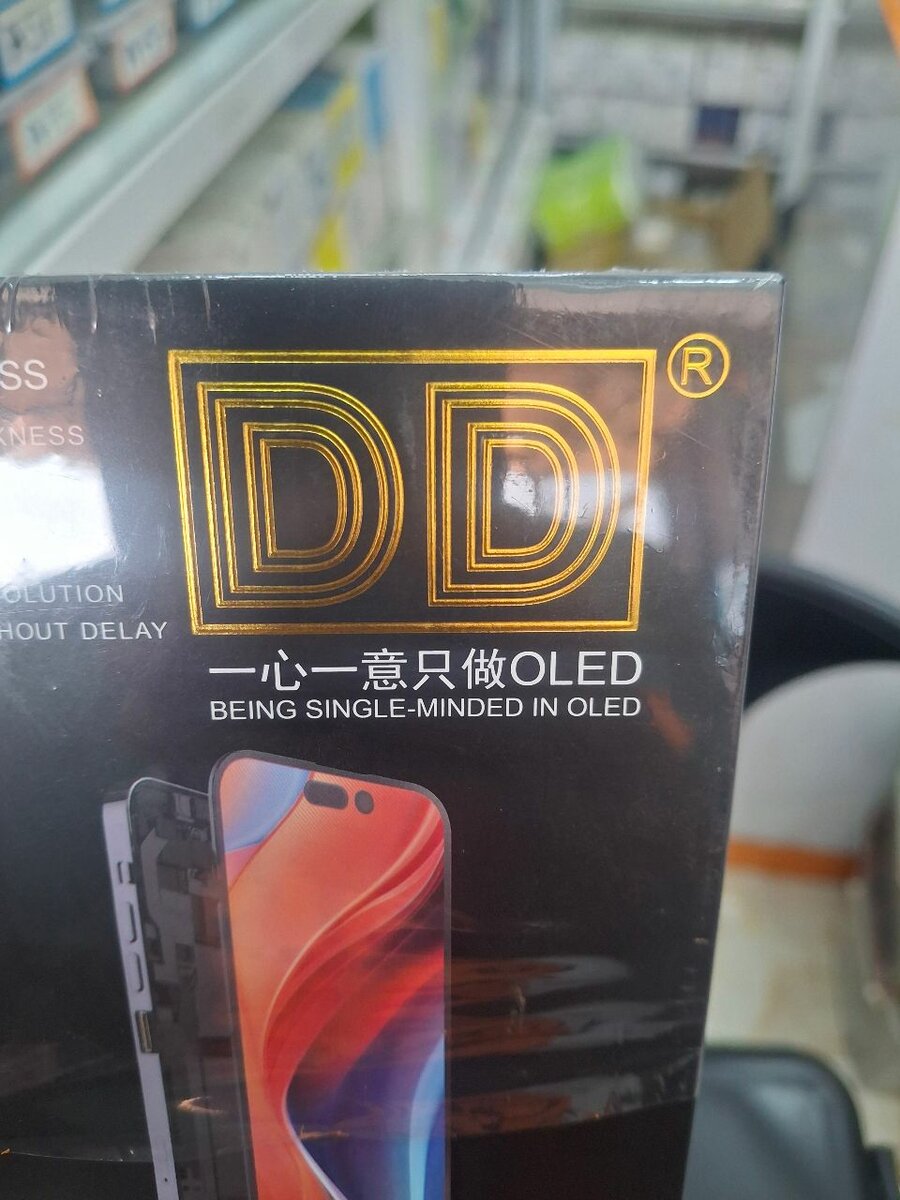 SS
KNESS
OLUTION
HOUT DELAY
DD®
一心一意只做OLED
BEING SINGLE-MINDED IN OLED